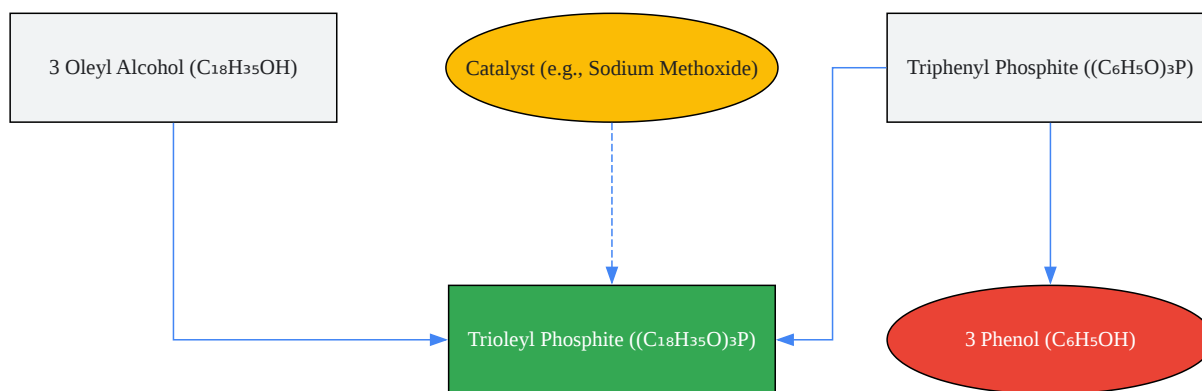 3 Oleyl Alcohol (C₁₈H₃₅OH)
Catalyst (e.g., Sodium Methoxide)
Triphenyl Phosphite ((C₆H₅O)₃P)
Trioleyl Phosphite ((C₁₈H₃₅O)₃P)
3 Phenol (C₆H₅OH)